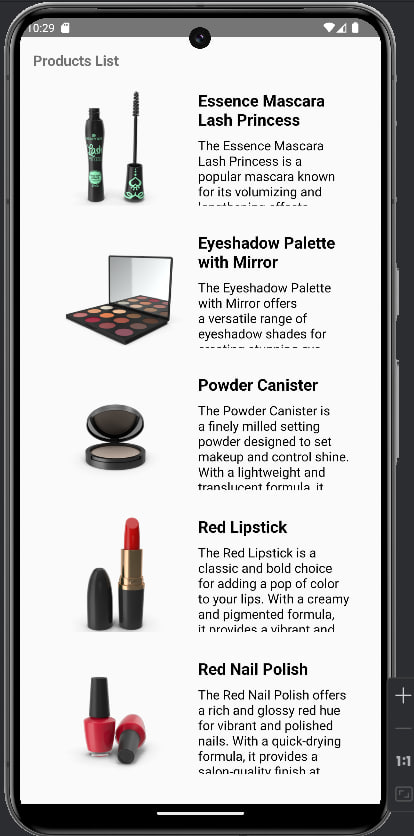 10:29
Products List
Essence Mascara
Lash Princess
The Essence Mascara
Lash Princess is a
popular mascara known
for its volumizing and
lengthening effects
Eyeshadow Palette
with Mirror
The Eyeshadow Palette
with Mirror offers
a versatile range of
eyeshadow shades for
creating stunning eye
Powder Canister
The Powder Canister is
a finely milled setting
powder designed to set
makeup and control shine.
With a lightweight and
translucent formula, it
Red Lipstick
The Red Lipstick is a
classic and bold choice
for adding a pop of color
to your lips. With a creamy
and pigmented formula,
it provides a vibrant and
Red Nail Polish
The Red Nail Polish offers
a rich and glossy red hue
for vibrant and polished
nails. With a quick-drying
formula, it provides a
salon-quality finish at
1:1